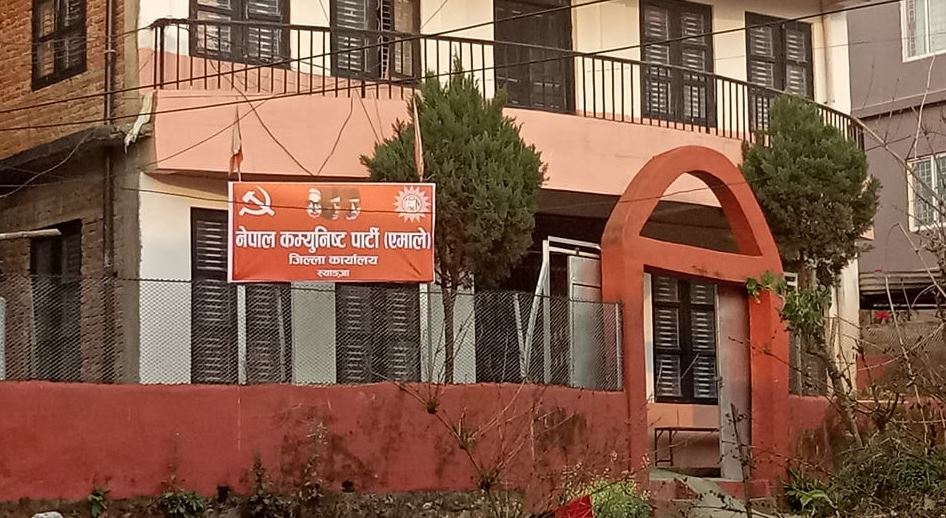 नेपाल कम्युनिष्ट पार्टी (एमाले)
जिल्ला कार्यालय
स्याङ्जा